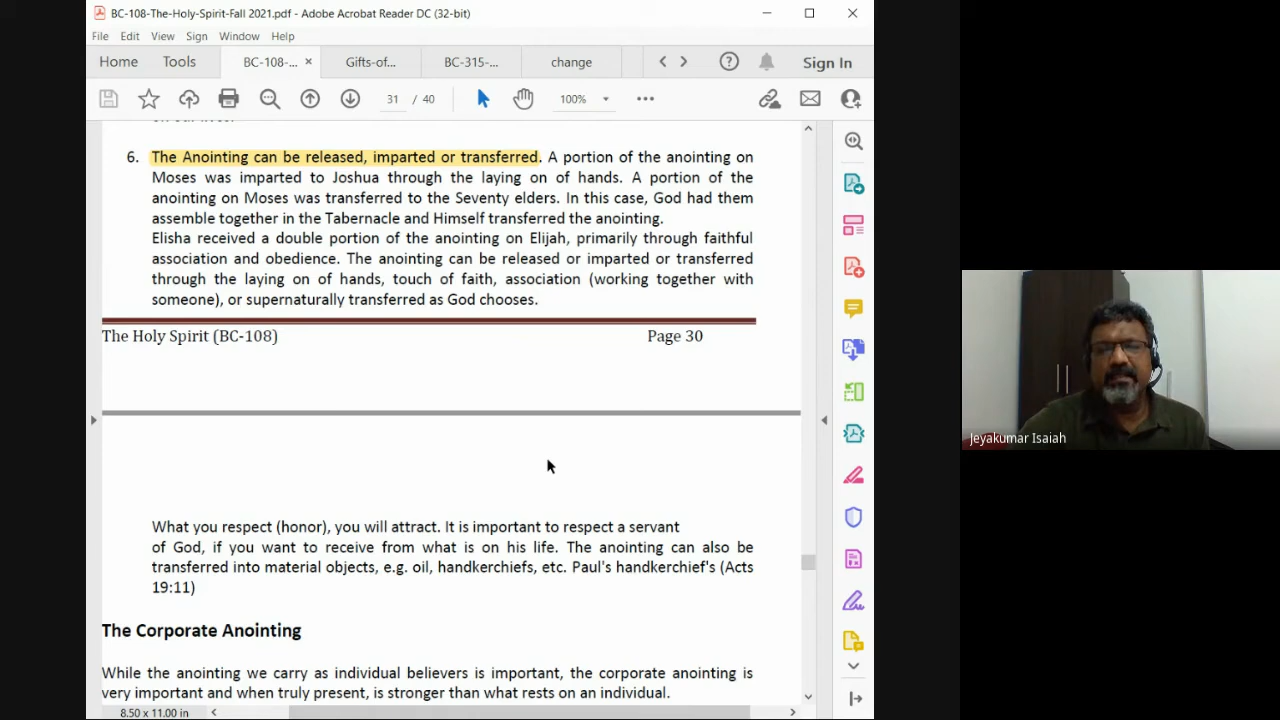 BC-108-The-Holy-Spirit-Fall 2021.pdf - Adobe Acrobat Reader DC (32-bit)
File Edit View Sign Window Help
Home Tools BC-108-... × Gifts-of... BC-315-... change Sign In
31 / 40 100%
6. The Anointing can be released, imparted or transferred. A portion of the anointing on
Moses was imparted to Joshua through the laying on of hands. A portion of the
anointing on Moses was transferred to the Seventy elders. In this case, God had them
assemble together in the Tabernacle and Himself transferred the anointing.
Elisha received a double portion of the anointing on Elijah, primarily through faithful
association and obedience. The anointing can be released or imparted or transferred
through the laying on of hands, touch of faith, association (working together with
someone), or supernaturally transferred as God chooses.
The Holy Spirit (BC-108) Page 30
What you respect (honor), you will attract. It is important to respect a servant
of God, if you want to receive from what is on his life. The anointing can also be
transferred into material objects, e.g. oil, handkerchiefs, etc. Paul's handkerchief's (Acts
19:11)
The Corporate Anointing
While the anointing we carry as individual believers is important, the corporate anointing is
very important and when truly present, is stronger than what rests on an individual.
8.50 x 11.00 in
Jeyakumar Isaiah